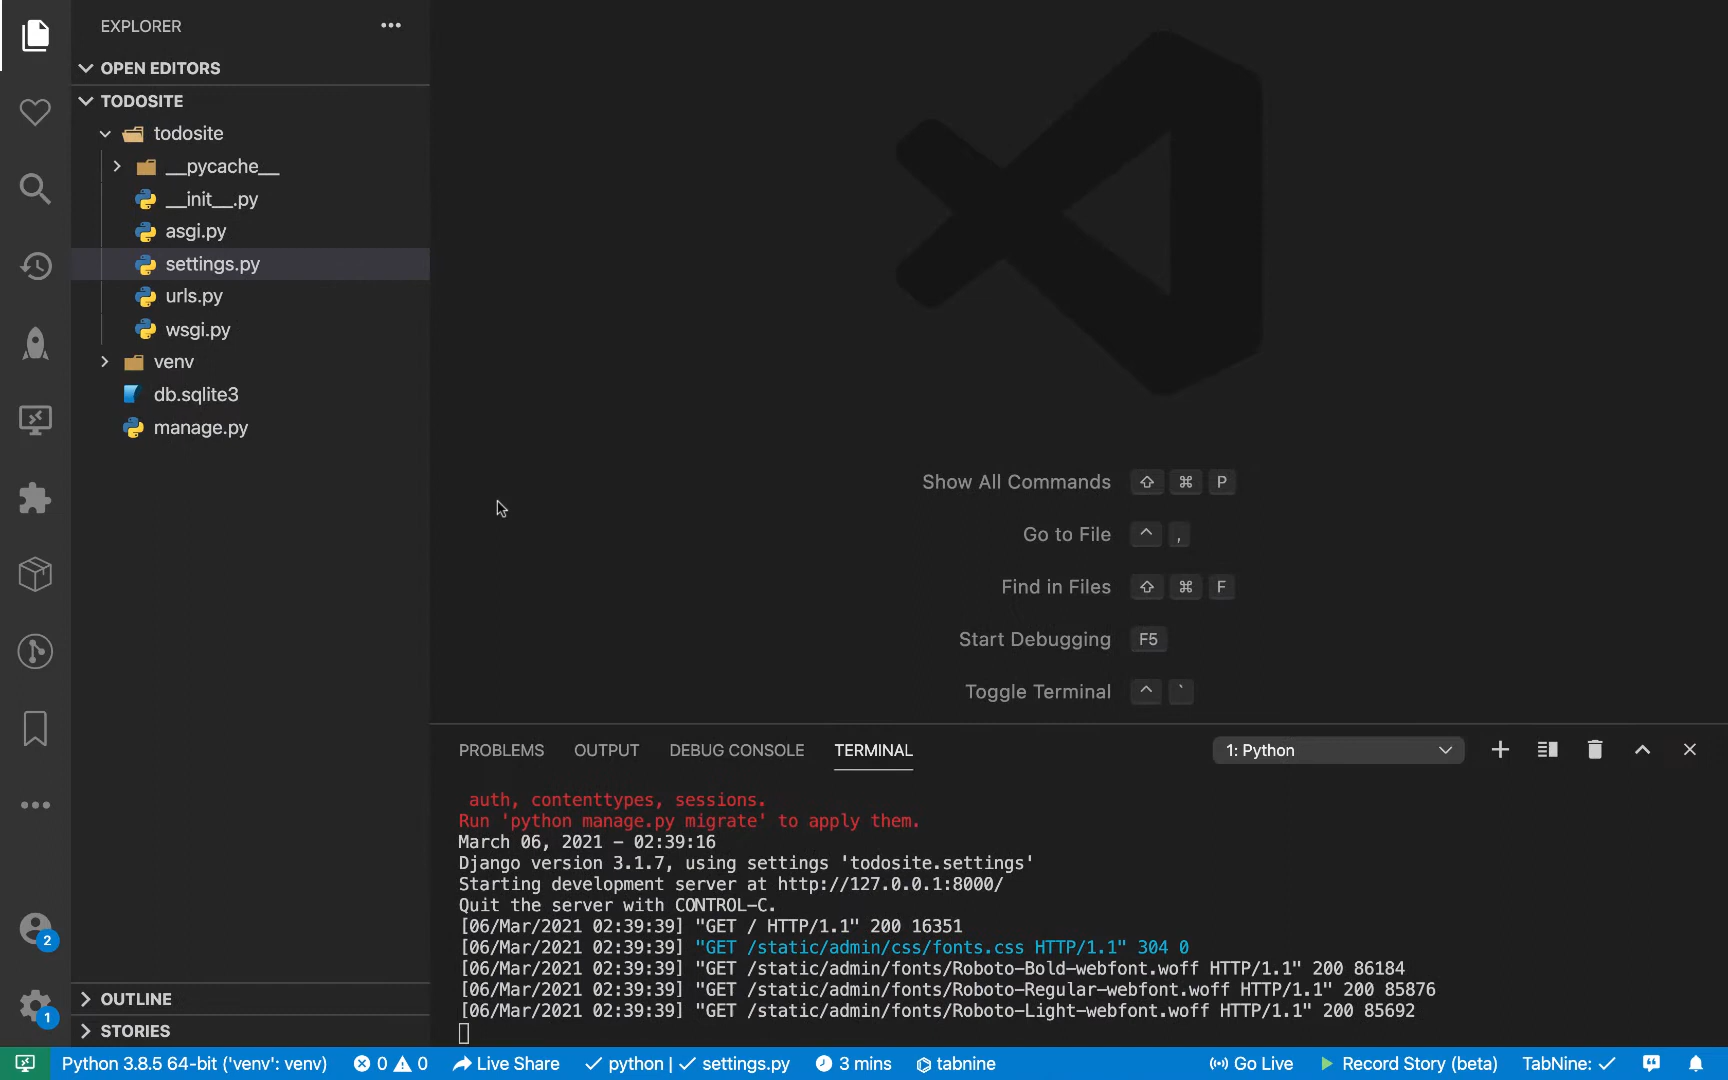 EXPLORER
OPEN EDITORS
TODOSITE
todosite
__pycache__
__init__.py
asgi.py
settings.py
urls.py
wsgi.py
venv
db.sqlite3
manage.py
Show All Commands ⇧ ⌘ P
Go to File ^ ,
Find in Files ⇧ ⌘ F
Start Debugging F5
Toggle Terminal ^ `
PROBLEMS OUTPUT DEBUG CONSOLE TERMINAL 1: Python
auth, contenttypes, sessions.
Run 'python manage.py migrate' to apply them.
March 06, 2021 - 02:39:16
Django version 3.1.7, using settings 'todosite.settings'
Starting development server at http://127.0.0.1:8000/
Quit the server with CONTROL-C.
[06/Mar/2021 02:39:39] "GET / HTTP/1.1" 200 16351
[06/Mar/2021 02:39:39] "GET /static/admin/css/fonts.css HTTP/1.1" 304 0
[06/Mar/2021 02:39:39] "GET /static/admin/fonts/Roboto-Bold-webfont.woff HTTP/1.1" 200 86184
[06/Mar/2021 02:39:39] "GET /static/admin/fonts/Roboto-Regular-webfont.woff HTTP/1.1" 200 85876
[06/Mar/2021 02:39:39] "GET /static/admin/fonts/Roboto-Light-webfont.woff HTTP/1.1" 200 85692
2
1
OUTLINE
STORIES
Python 3.8.5 64-bit ('venv': venv) 0 0 Live Share ✓ python | ✓ settings.py 3 mins tabnine Go Live Record Story (beta) TabNine: ✓